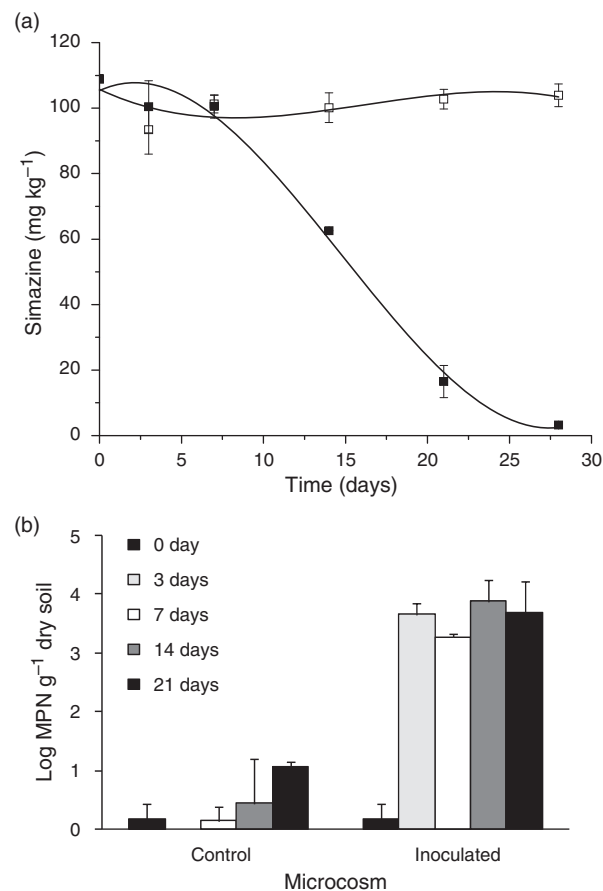 (a)
120
100
80
60
40
20
0
Simazine (mg kg⁻¹)
0 5 10 15 20 25 30
Time (days)
(b)
5
4
3
2
1
0
Log MPN g⁻¹ dry soil
0 day
3 days
7 days
14 days
21 days
Control Inoculated
Microcosm